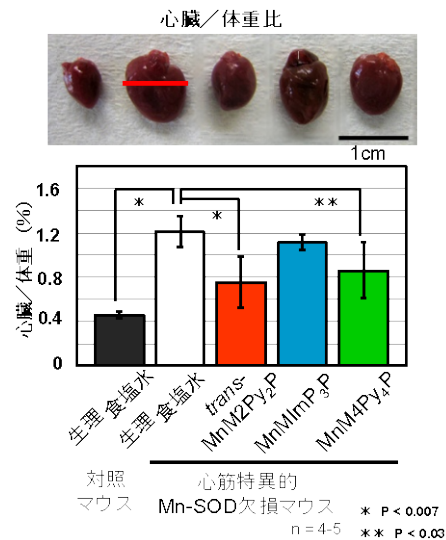 心臓／体重比
1cm
心臓／体重 (%)
1.6
1.2
0.8
0.4
0
*
*
**
生理食塩水
生理食塩水
trans-
MnM2Py₂P
MnMImP₃P
MnM4Py₄P
対照
マウス
心筋特異的
Mn-SOD欠損マウス
n = 4-5
* P < 0.007
** P < 0.03